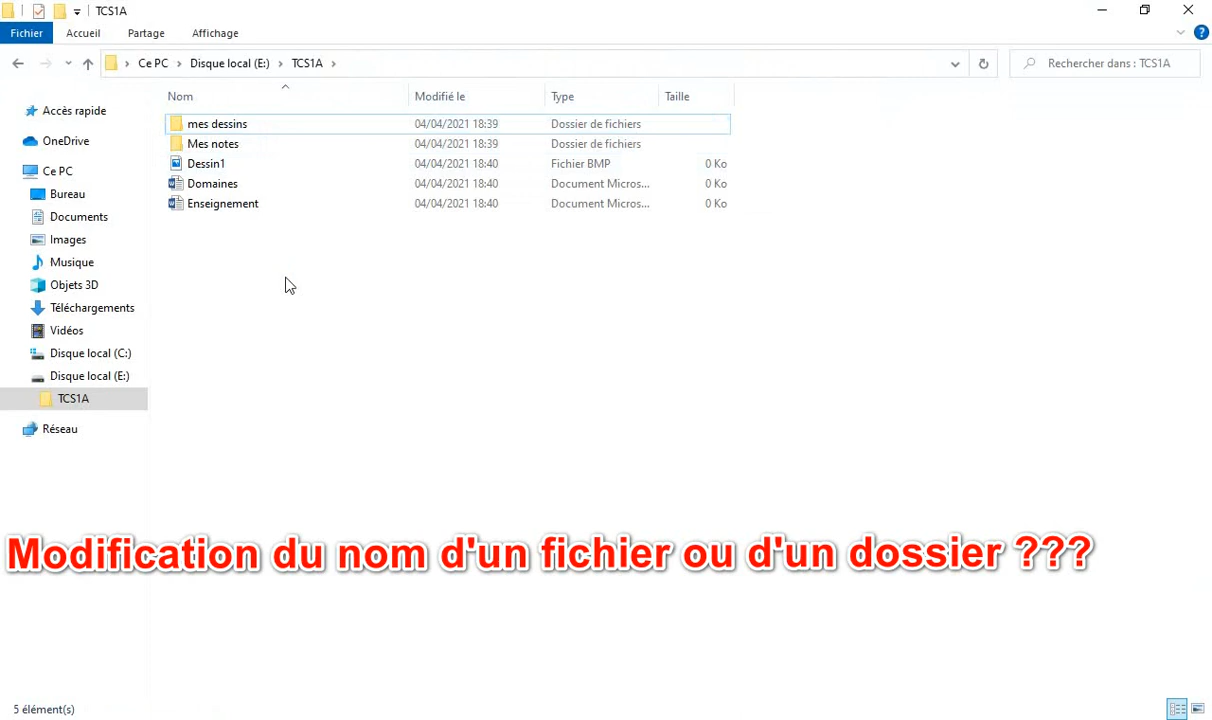 TCS1A
Fichier Accueil Partage Affichage
Ce PC Disque local (E:) TCS1A Rechercher dans : TCS1A
Nom Modifié le Type Taille
mes dessins 04/04/2021 18:39 Dossier de fichiers
Mes notes 04/04/2021 18:39 Dossier de fichiers
Dessin1 04/04/2021 18:40 Fichier BMP 0 Ko
Domaines 04/04/2021 18:40 Document Micros... 0 Ko
Enseignement 04/04/2021 18:40 Document Micros... 0 Ko
Accès rapide
OneDrive
Ce PC
Bureau
Documents
Images
Musique
Objets 3D
Téléchargements
Vidéos
Disque local (C:)
Disque local (E:)
TCS1A
Réseau
Modification du nom d'un fichier ou d'un dossier ???
5 élément(s)